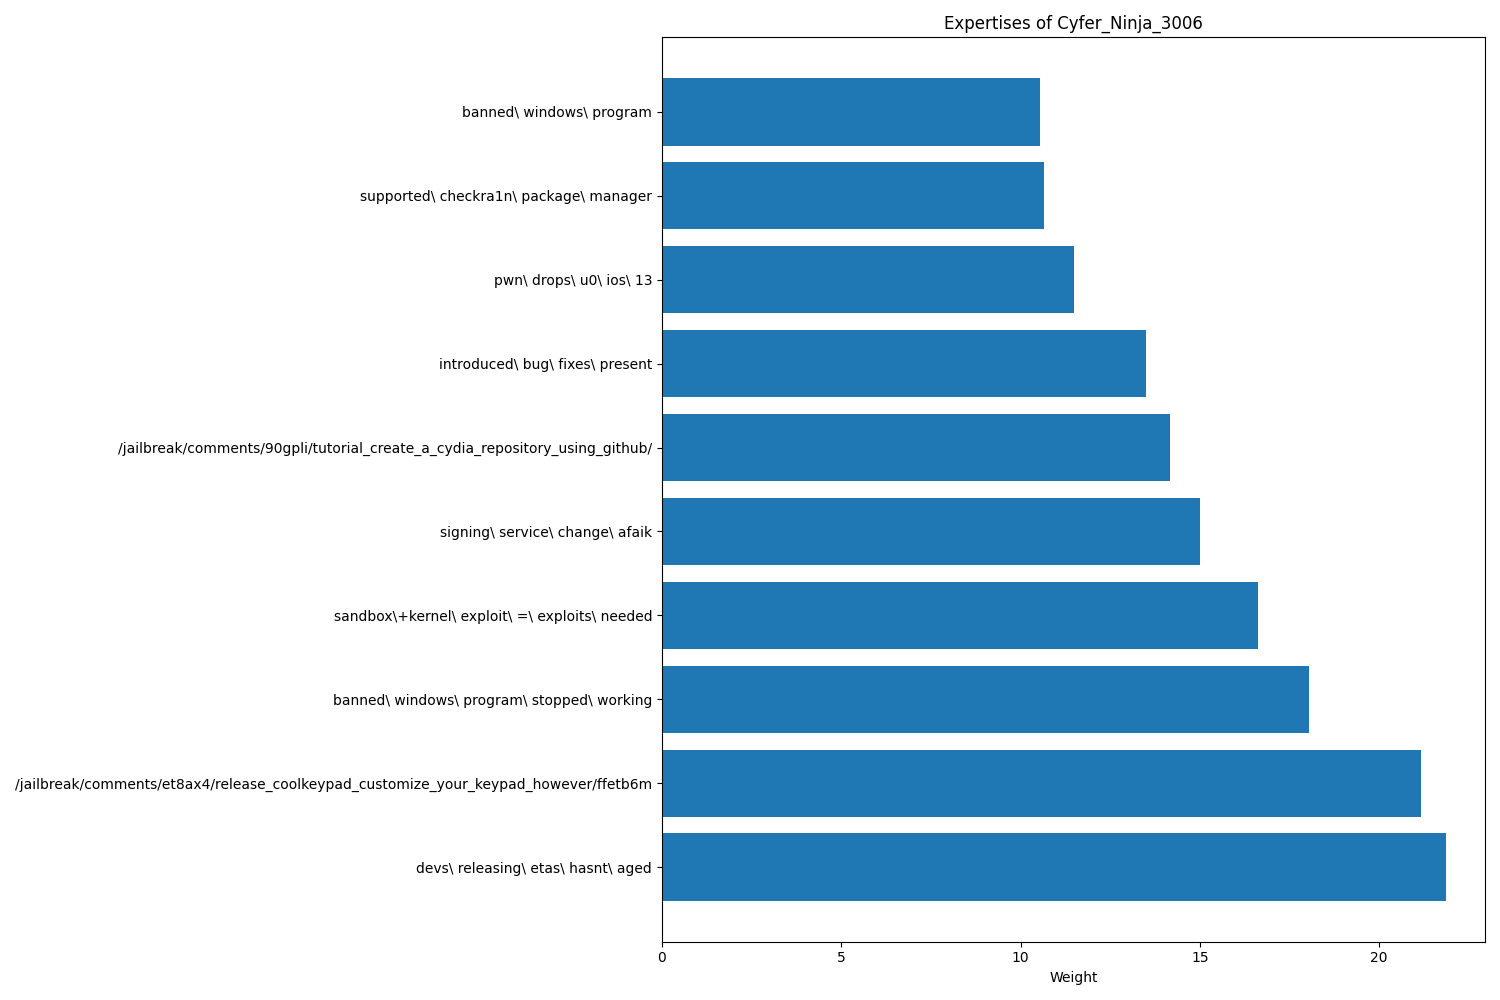 Expertises of Cyfer_Ninja_3006
banned\ windows\ program
supported\ checkra1n\ package\ manager
pwn\ drops\ u0\ ios\ 13
introduced\ bug\ fixes\ present
/jailbreak/comments/90gpli/tutorial_create_a_cydia_repository_using_github/
signing\ service\ change\ afaik
sandbox\+kernel\ exploit\ =\ exploits\ needed
banned\ windows\ program\ stopped\ working
/jailbreak/comments/et8ax4/release_coolkeypad_customize_your_keypad_however/ffetb6m
devs\ releasing\ etas\ hasnt\ aged
0 5 10 15 20
Weight